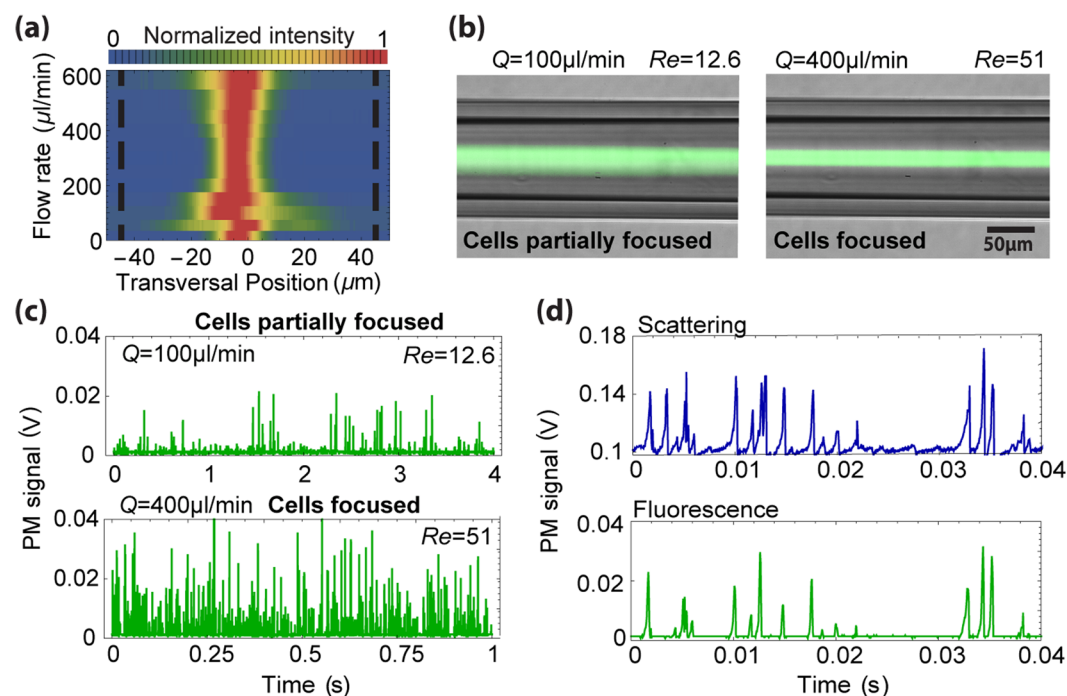 (a)
0 Normalized intensity 1
Flow rate (µl/min)
600
400
200
0
−40 −20 0 20 40
Transversal Position (µm)
(b)
Q=100µl/min Re=12.6
Q=400µl/min Re=51
Cells partially focused
Cells focused
50µm
(c)
Cells partially focused
Q=100µl/min Re=12.6
PM signal (V)
0.04
0.02
0
0 1 2 3 4
Q=400µl/min Cells focused
Re=51
0.04
0.02
0
0 0.25 0.5 0.75 1
Time (s)
(d)
Scattering
PM signal (V)
0.18
0.14
0.1
0 0.01 0.02 0.03 0.04
Fluorescence
0.04
0.02
0
0 0.01 0.02 0.03 0.04
Time (s)